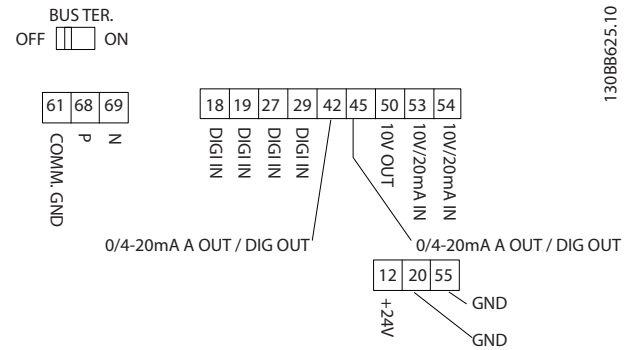 BUS TER.
OFF ON
130BB625.10
61 68 69
COMM. GND
P
N
18 19 27 29 42 45 50 53 54
DIGI IN
DIGI IN
DIGI IN
DIGI IN
10V OUT
10V/20mA IN
10V/20mA IN
0/4-20mA A OUT / DIG OUT
0/4-20mA A OUT / DIG OUT
12 20 55
+24V
GND
GND